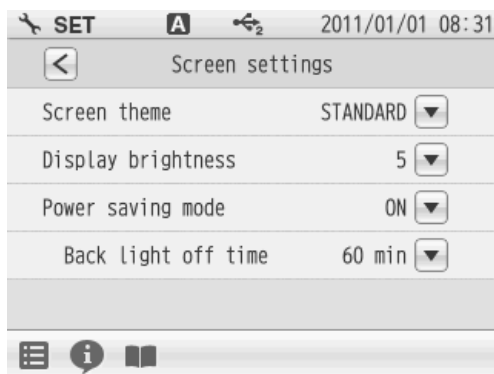 SET A 2 2011/01/01 08:31
< Screen settings
Screen theme STANDARD
Display brightness 5
Power saving mode ON
Back light off time 60 min
i